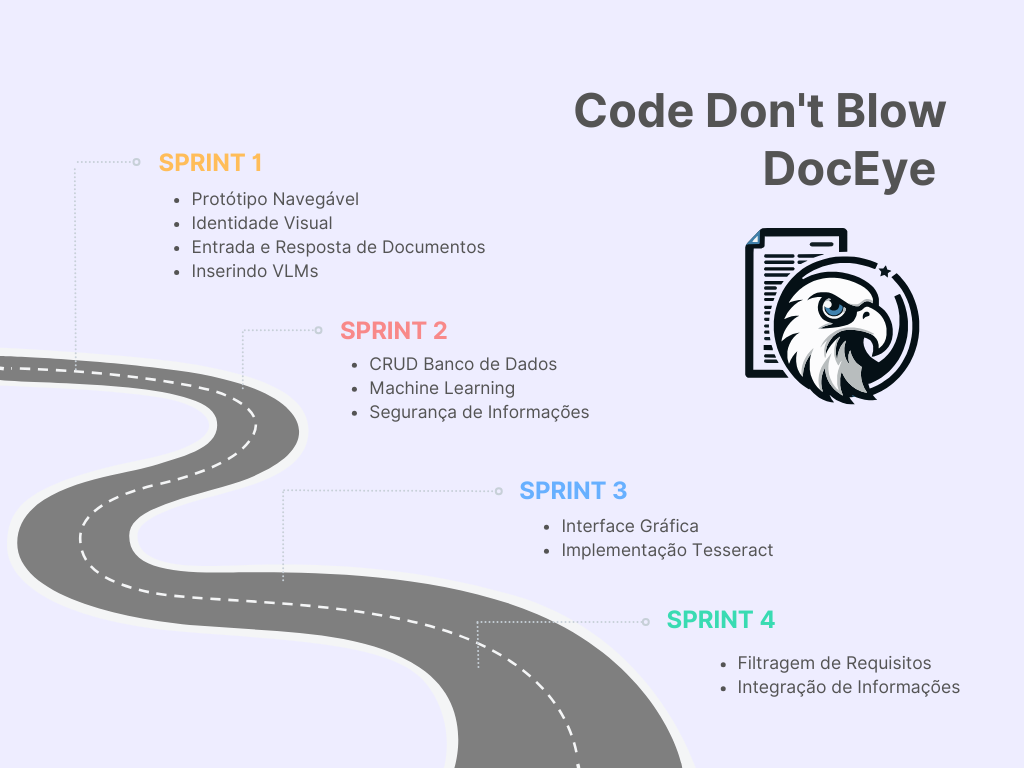 Code Don't Blow
DocEye
SPRINT 1
• Protótipo Navegável
• Identidade Visual
• Entrada e Resposta de Documentos
• Inserindo VLMs
SPRINT 2
• CRUD Banco de Dados
• Machine Learning
• Segurança de Informações
SPRINT 3
• Interface Gráfica
• Implementação Tesseract
SPRINT 4
• Filtragem de Requisitos
• Integração de Informações